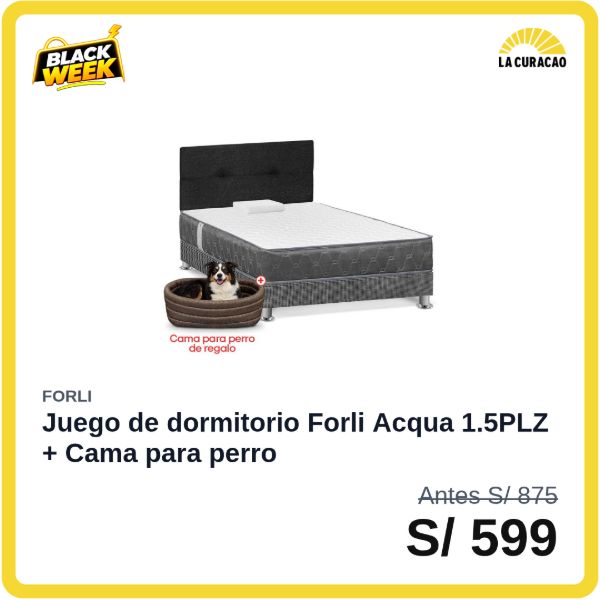 BLACK
WEEK
LA CURACAO
+
Cama para perro
de regalo
FORLI
Juego de dormitorio Forli Acqua 1.5PLZ
+ Cama para perro
Antes S/ 875
S/ 599